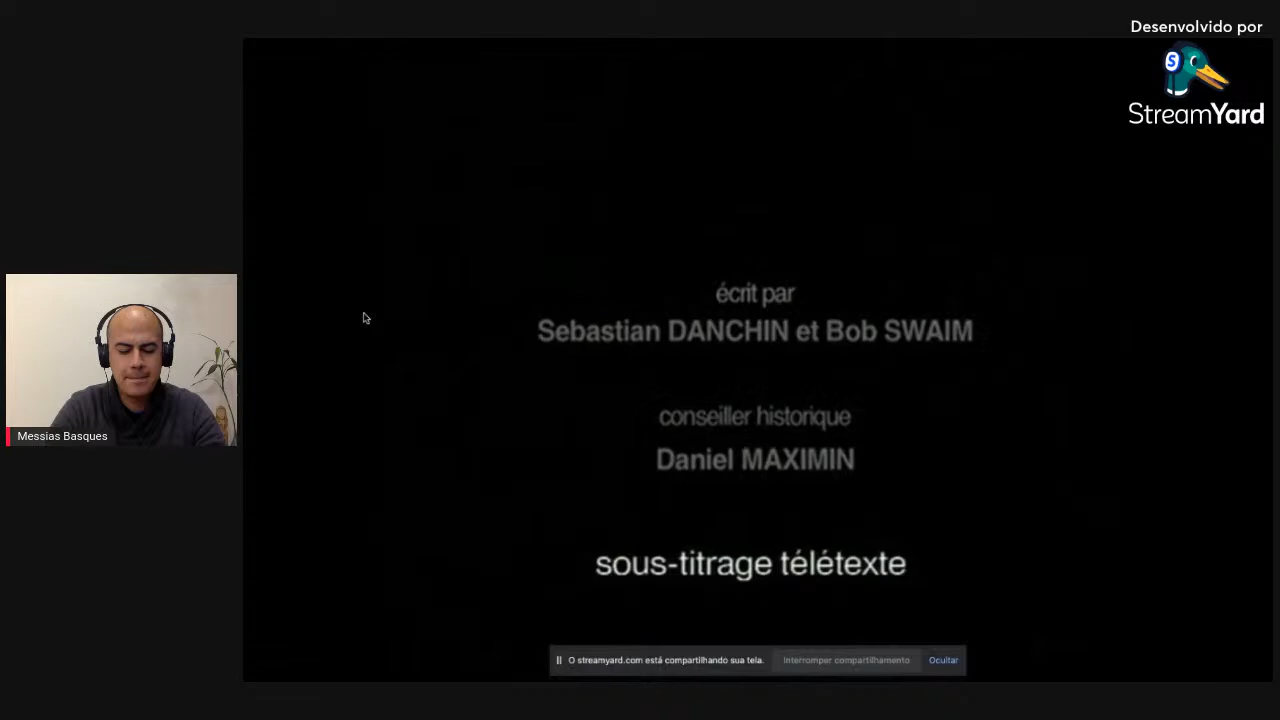 Desenvolvido por
S
StreamYard
écrit par
Sebastian DANCHIN et Bob SWAIM
conseiller historique
Daniel MAXIMIN
sous-titrage télétexte
Messias Basques
O streamyard.com está compartilhando sua tela. Interromper compartilhamento Ocultar